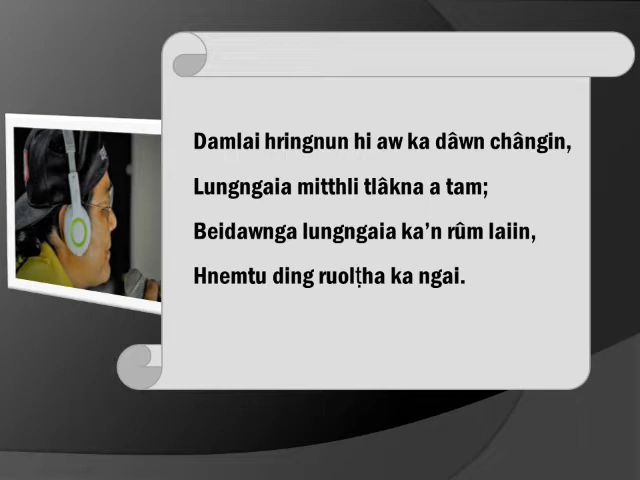 Damlai hringnun hi aw ka dâwn chângin,
Lungngaia mitthli tlâkna a tam;
Beidawnga lungngaia ka’n rûm laiin,
Hnemtu ding ruolṭha ka ngai.